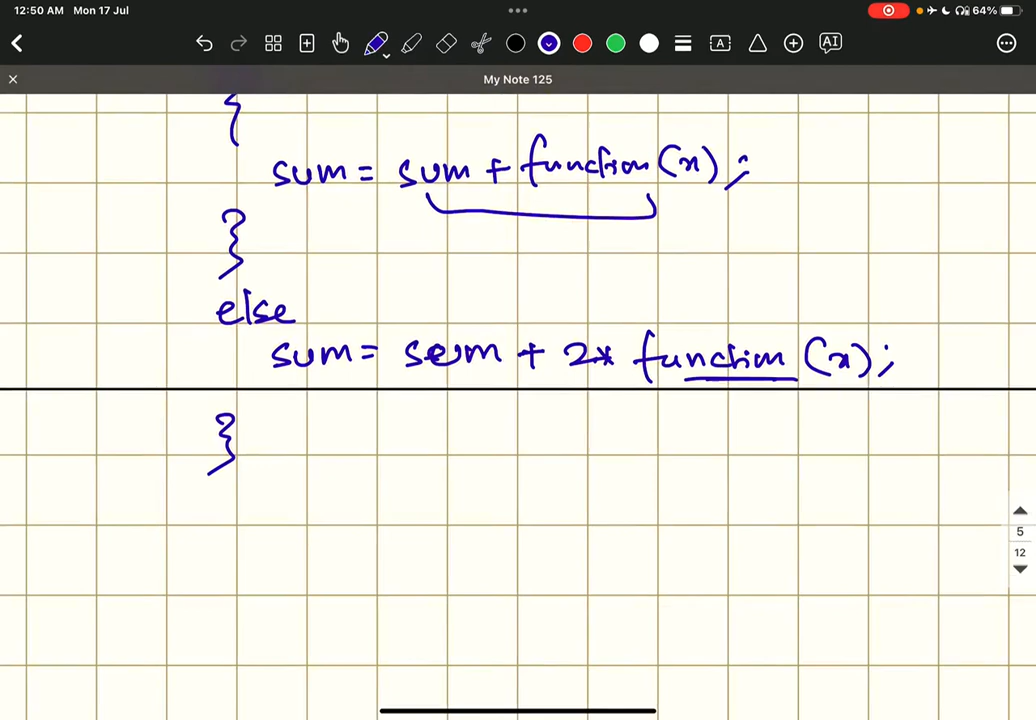 12:50 AM Mon 17 Jul
64%
A
AI
My Note 125
{
sum = sum + function (x) ;
}
else
sum = sum + 2* function (x) ;
}
5
12